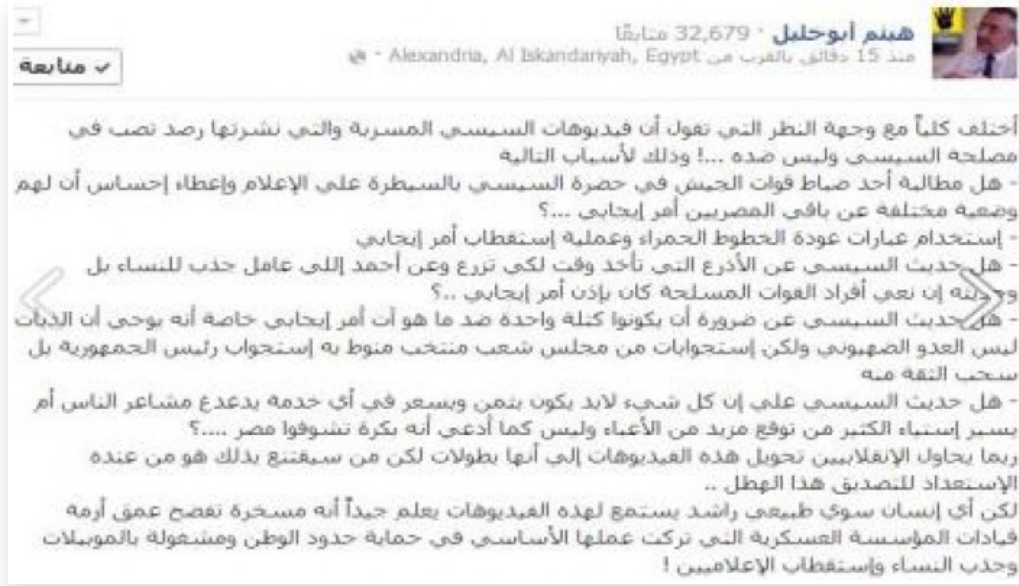 هيثم أبوخليل · 32,679 متابعًا
منذ 15 دقائق بالقرب من Alexandria, Al Iskandariyah, Egypt ·
✓ متابعة
أختلف كلياً مع وجهة النظر التي تقول أن فيديوهات السيسي المسربة والتي نشرتها رصد تصب في
مصلحة السيسي وليس ضده ...! وذلك لأسباب التالية
- هل مطالبة أحد ضباط قوات الجيش في حضرة السيسي بالسيطرة علي الإعلام وإعطاء إحساس أن لهم
وضعية مختلفة عن باقي المصريين أمر إيجابي ...؟
- إستخدام عبارات عودة الخطوط الحمراء وعملية إستقطاب أمر إيجابي
- هل حديث السيسي عن الأذرع التي تأخد وقت لكي تزرع وعن أحمد إللي عامل جذب للنساء بل
وحديثه إن نعي أفراد القوات المسلحة كان بإذن أمر إيجابي ..؟
- هل حديث السيسي عن ضرورة أن يكونوا كتلة واحدة ضد ما هو آت أمر إيجابي خاصة أنه يوحي أن الدبات
ليس العدو الصهيوني ولكن إستجوابات من مجلس شعب منتخب منوط به إستجواب رئيس الجمهورية بل
سحب الثقة منه
- هل حديث السيسي علي إن كل شيء لابد يكون بثمن وبسعر في أي خدمة يدغدغ مشاعر الناس أم
يسير إستياء الكثير من توقع مزيد من الأعباء وليس كما أدعي أنه بكرة تشوفوا مصر ....؟
ربما يحاول الإنقلابيين تحويل هذه الفيديوهات إلي أنها بطولات لكن من سيقتنع بذلك هو من عنده
الإستعداد للتصديق هذا الهطل ..
لكن أي إنسان سوي طبيعي راشد يستمع لهذه الفيديوهات يعلم جيداً أنه مسخرة تفضح عمق أزمة
قيادات المؤسسة العسكرية التي تركت عملها الأساسي في حماية حدود الوطن ومشغولة بالموبيلات
وجذب النساء وإستقطاب الإعلاميين !